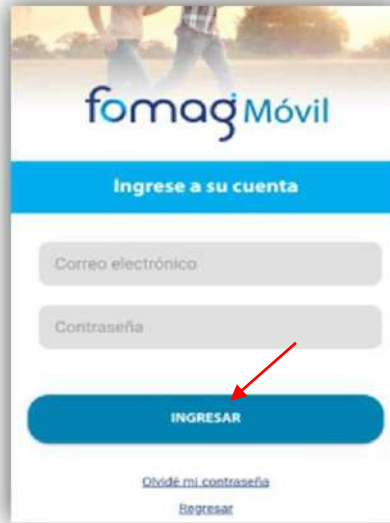 fomag Móvil
Ingrese a su cuenta
Correo electrónico
Contraseña
INGRESAR
Olvidé mi contraseña
Regresar